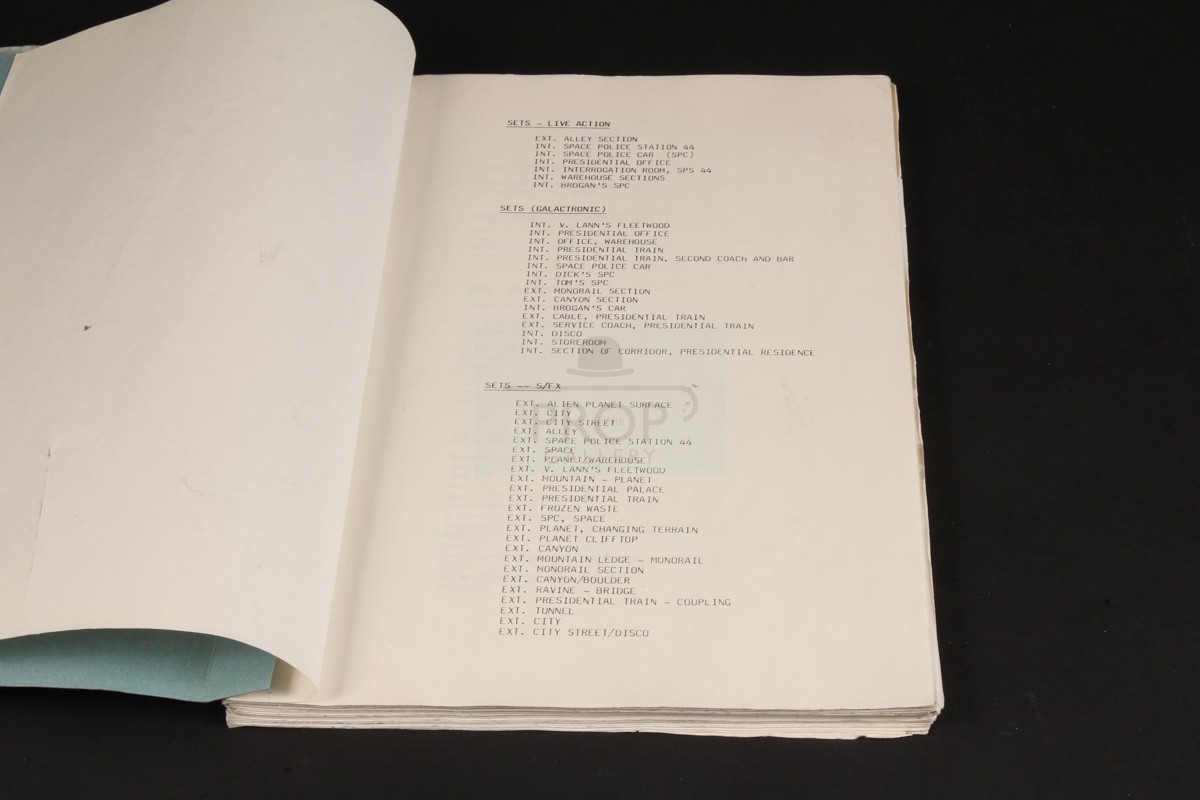 SETS - LIVE ACTION
EXT. ALLEY SECTION
INT. SPACE POLICE STATION 44
INT. SPACE POLICE CAR (SPC)
INT. PRESIDENTIAL OFFICE
INT. INTERROGATION ROOM, SPS 44
INT. WAREHOUSE SECTIONS
INT. BROGAN'S SPC
SETS (GALACTRONIC)
INT. V. LANN'S FLEETWOOD
INT. PRESIDENTIAL OFFICE
INT. OFFICE, WAREHOUSE
INT. PRESIDENTIAL TRAIN
INT. PRESIDENTIAL TRAIN, SECOND COACH AND BAR
INT. SPACE POLICE CAR
INT. DICK'S SPC
INT. TOM'S SPC
EXT. MONORAIL SECTION
EXT. CANYON SECTION
INT. BROGAN'S CAR
EXT. CABLE, PRESIDENTIAL TRAIN
EXT. SERVICE COACH, PRESIDENTIAL TRAIN
INT. DISCO
INT. STOREROOM
INT. SECTION OF CORRIDOR, PRESIDENTIAL RESIDENCE
SETS -- S/FX
EXT. ALIEN PLANET SURFACE
EXT. CITY
EXT. CITY STREET
EXT. ALLEY
EXT. SPACE POLICE STATION 44
EXT. SPACE
EXT. PLANET/WAREHOUSE
EXT. V. LANN'S FLEETWOOD
EXT. MOUNTAIN - PLANET
EXT. PRESIDENTIAL PALACE
EXT. PRESIDENTIAL TRAIN
EXT. FROZEN WASTE
EXT. SPC, SPACE
EXT. PLANET, CHANGING TERRAIN
EXT. PLANET CLIFFTOP
EXT. CANYON
EXT. MOUNTAIN LEDGE - MONORAIL
EXT. MONORAIL SECTION
EXT. CANYON/BOULDER
EXT. RAVINE - BRIDGE
EXT. PRESIDENTIAL TRAIN - COUPLING
EXT. TUNNEL
EXT. CITY
EXT. CITY STREET/DISCO
THE
PROP
GALLERY